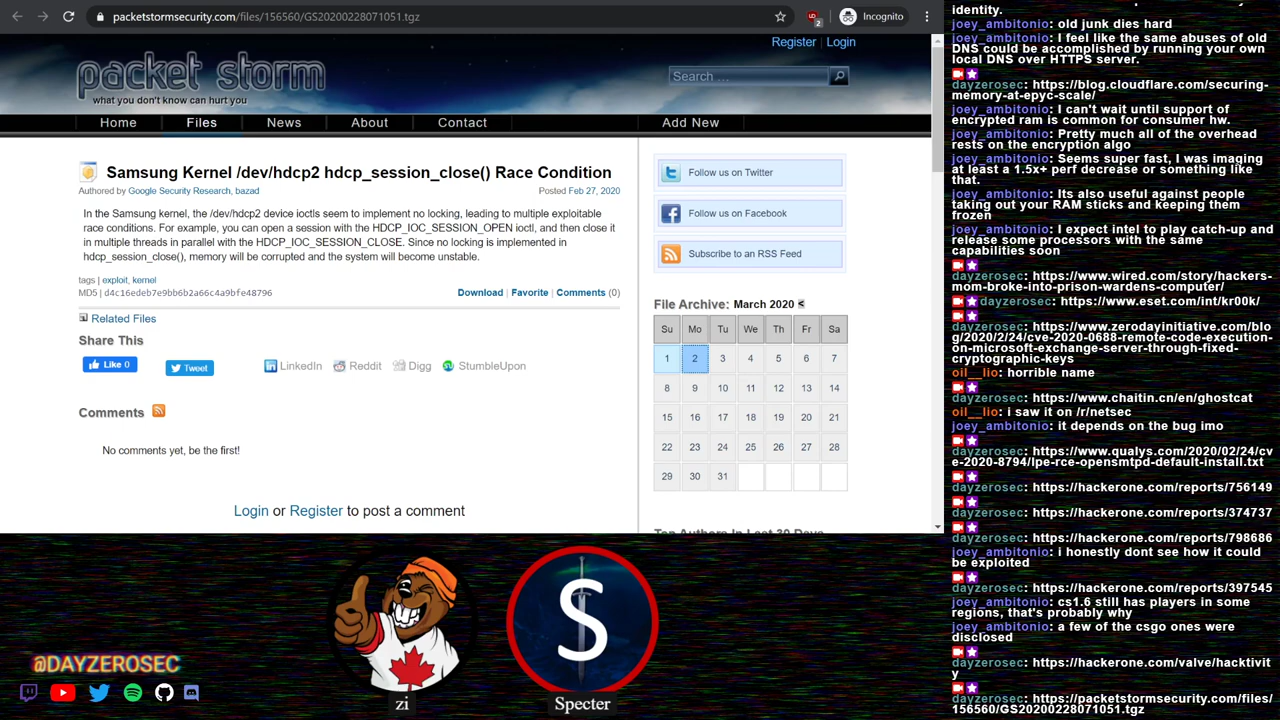 packetstormsecurity.com/files/156560/GS20200228071051.tgz
2
Incognito
Register | Login
packet storm
what you don't know can hurt you
Search …
Home Files News About Contact Add New
Samsung Kernel /dev/hdcp2 hdcp_session_close() Race Condition
Authored by Google Security Research, bazad
Posted Feb 27, 2020
In the Samsung kernel, the /dev/hdcp2 device ioctls seem to implement no locking, leading to multiple exploitable
race conditions. For example, you can open a session with the HDCP_IOC_SESSION_OPEN ioctl, and then close it
in multiple threads in parallel with the HDCP_IOC_SESSION_CLOSE. Since no locking is implemented in
hdcp_session_close(), memory will be corrupted and the system will become unstable.
tags | exploit, kernel
MD5 | d4c16edeb7e9bb6b2a66c4a9bfe48796
Download | Favorite | Comments (0)
Related Files
Share This
Like 0
Tweet
LinkedIn Reddit Digg StumbleUpon
Comments
No comments yet, be the first!
Login or Register to post a comment
Follow us on Twitter
Follow us on Facebook
Subscribe to an RSS Feed
File Archive: March 2020 <
Su Mo Tu We Th Fr Sa
1 2 3 4 5 6 7
8 9 10 11 12 13 14
15 16 17 18 19 20 21
22 23 24 25 26 27 28
29 30 31
identity.
joey_ambitonio: old junk dies hard
joey_ambitonio: I feel like the same abuses of old
DNS could be accomplished by running your own
local DNS over HTTPS server.
dayzerosec: https://blog.cloudflare.com/securing-
memory-at-epyc-scale/
joey_ambitonio: I can't wait until support of
encrypted ram is common for consumer hw.
joey_ambitonio: Pretty much all of the overhead
rests on the encryption algo
joey_ambitonio: Seems super fast, I was imaging
at least a 1.5x+ perf decrease or something like
that.
joey_ambitonio: Its also useful against people
taking out your RAM sticks and keeping them
frozen
joey_ambitonio: I expect intel to play catch-up and
release some processors with the same
capabilities soon
dayzerosec: https://www.wired.com/story/hackers-
mom-broke-into-prison-wardens-computer/
dayzerosec: https://www.eset.com/int/kr00k/
dayzerosec: https://www.zerodayinitiative.com/blo
g/2020/2/24/cve-2020-0688-remote-code-execution-
on-microsoft-exchange-server-through-fixed-
cryptographic-keys
oil__lio: horrible name
dayzerosec: https://www.chaitin.cn/en/ghostcat
oil__lio: i saw it on /r/netsec
joey_ambitonio: it depends on the bug imo
dayzerosec: https://www.qualys.com/2020/02/24/cv
e-2020-8794/lpe-rce-opensmtpd-default-install.txt
dayzerosec: https://hackerone.com/reports/756149
dayzerosec: https://hackerone.com/reports/374737
dayzerosec: https://hackerone.com/reports/798686
joey_ambitonio: i honestly dont see how it could
be exploited
dayzerosec: https://hackerone.com/reports/397545
joey_ambitonio: cs1.6 still has players in some
regions, that's probably why
joey_ambitonio: a few of the csgo ones were
disclosed
dayzerosec: https://hackerone.com/valve/hacktivit
y
dayzerosec: https://packetstormsecurity.com/files/
156560/GS20200228071051.tgz
@DAYZEROSEC
S
zi
Specter